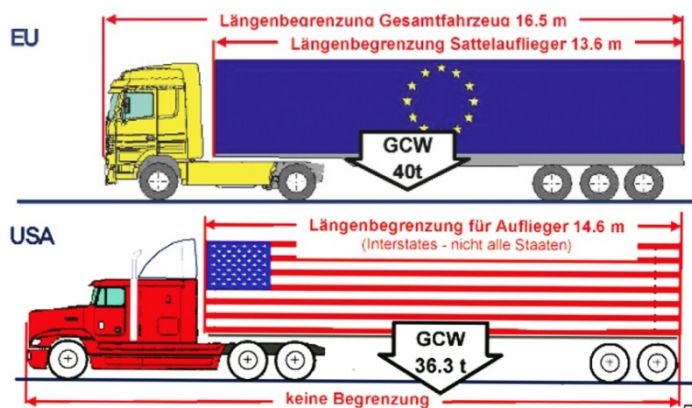 Längenbegrenzung Gesamtfahrzeug 16.5 m
EU
Längenbegrenzung Sattelauflieger 13.6 m
GCW
40t
USA
Längenbegrenzung für Auflieger 14.6 m
(Interstates - nicht alle Staaten)
GCW
36.3 t
keine Begrenzung